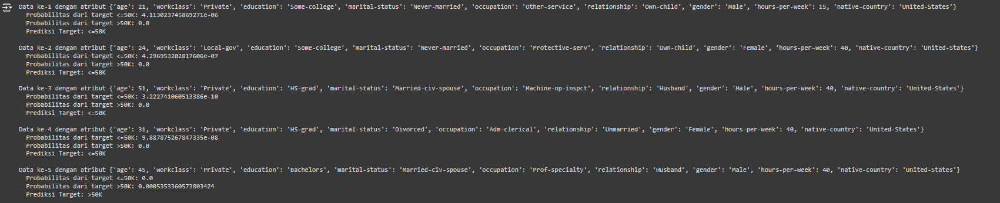 Data ke-1 dengan atribut {'age': 21, 'workclass': 'Private', 'education': 'Some-college', 'marital-status': 'Never-married', 'occupation': 'Other-service', 'relationship': 'Own-child', 'gender': 'Male', 'hours-per-week': 15, 'native-country': 'United-States'}
Probabilitas dari target <=50K: 4.113023745869271e-06
Probabilitas dari target >50K: 0.0
Prediksi Target: <=50K
Data ke-2 dengan atribut {'age': 24, 'workclass': 'Local-gov', 'education': 'Some-college', 'marital-status': 'Never-married', 'occupation': 'Protective-serv', 'relationship': 'Own-child', 'gender': 'Female', 'hours-per-week': 40, 'native-country': 'United-States'}
Probabilitas dari target <=50K: 4.296953202817606e-07
Probabilitas dari target >50K: 0.0
Prediksi Target: <=50K
Data ke-3 dengan atribut {'age': 51, 'workclass': 'Private', 'education': 'HS-grad', 'marital-status': 'Married-civ-spouse', 'occupation': 'Machine-op-inspct', 'relationship': 'Husband', 'gender': 'Male', 'hours-per-week': 40, 'native-country': 'United-States'}
Probabilitas dari target <=50K: 3.222741060513386e-10
Probabilitas dari target >50K: 0.0
Prediksi Target: <=50K
Data ke-4 dengan atribut {'age': 31, 'workclass': 'Private', 'education': 'HS-grad', 'marital-status': 'Divorced', 'occupation': 'Adm-clerical', 'relationship': 'Unmarried', 'gender': 'Female', 'hours-per-week': 40, 'native-country': 'United-States'}
Probabilitas dari target <=50K: 9.887875267847335e-08
Probabilitas dari target >50K: 0.0
Prediksi Target: <=50K
Data ke-5 dengan atribut {'age': 45, 'workclass': 'Private', 'education': 'Bachelors', 'marital-status': 'Married-civ-spouse', 'occupation': 'Prof-specialty', 'relationship': 'Husband', 'gender': 'Male', 'hours-per-week': 40, 'native-country': 'United-States'}
Probabilitas dari target <=50K: 0.0
Probabilitas dari target >50K: 0.0005353360573803424
Prediksi Target: >50K